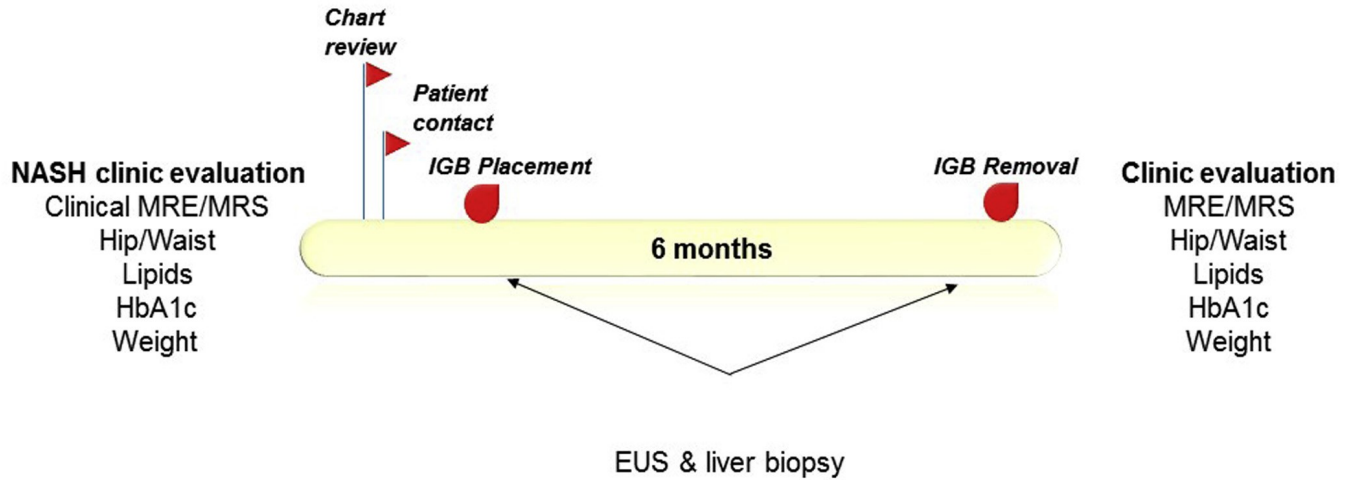 Chart
review
Patient
contact
IGB Placement
IGB Removal
NASH clinic evaluation
Clinical MRE/MRS
Hip/Waist
Lipids
HbA1c
Weight
6 months
Clinic evaluation
MRE/MRS
Hip/Waist
Lipids
HbA1c
Weight
EUS & liver biopsy